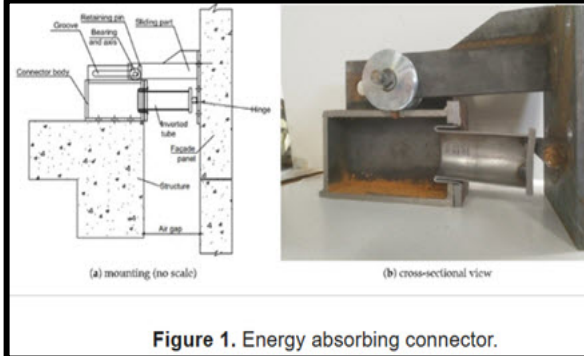 Retaining pin
Bearing
and axis
Sliding part
Groove
Connector body
Hinge
Inverted
tube
Façade
panel
Structure
Air gap
(a) mounting (no scale)
(b) cross-sectional view
Figure 1. Energy absorbing connector.